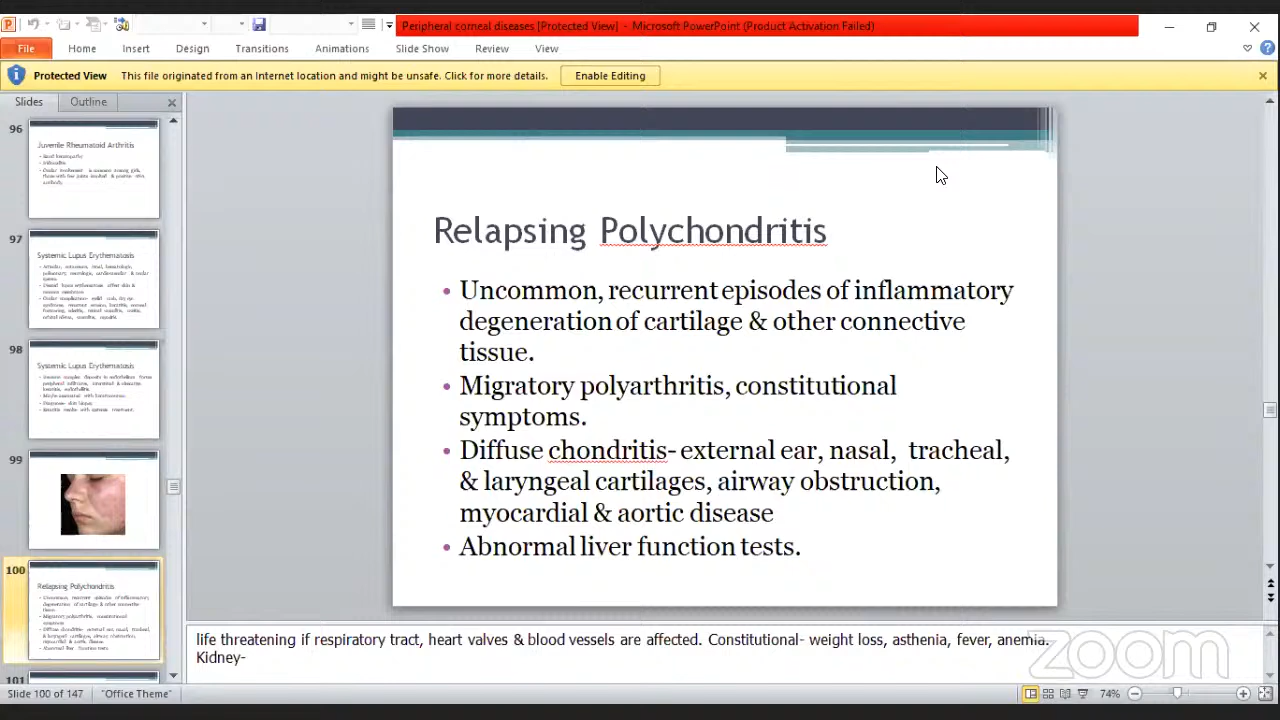 Peripheral corneal diseases [Protected View] - Microsoft PowerPoint (Product Activation Failed)
File Home Insert Design Transitions Animations Slide Show Review View
Protected View This file originated from an Internet location and might be unsafe. Click for more details. Enable Editing
Slides Outline
96
Juvenile Rheumatoid Arthritis
97
Systemic Lupus Erythematosis
98
Systemic Lupus Erythematosis
99
100
Relapsing Polychondritis
101
Relapsing Polychondritis
• Uncommon, recurrent episodes of inflammatory
degeneration of cartilage & other connective
tissue.
• Migratory polyarthritis, constitutional
symptoms.
• Diffuse chondritis- external ear, nasal, tracheal,
& laryngeal cartilages, airway obstruction,
myocardial & aortic disease
• Abnormal liver function tests.
life threatening if respiratory tract, heart valves & blood vessels are affected. Constitutional- weight loss, asthenia, fever, anemia.
Kidney-
zoom
Slide 100 of 147 "Office Theme" 74%